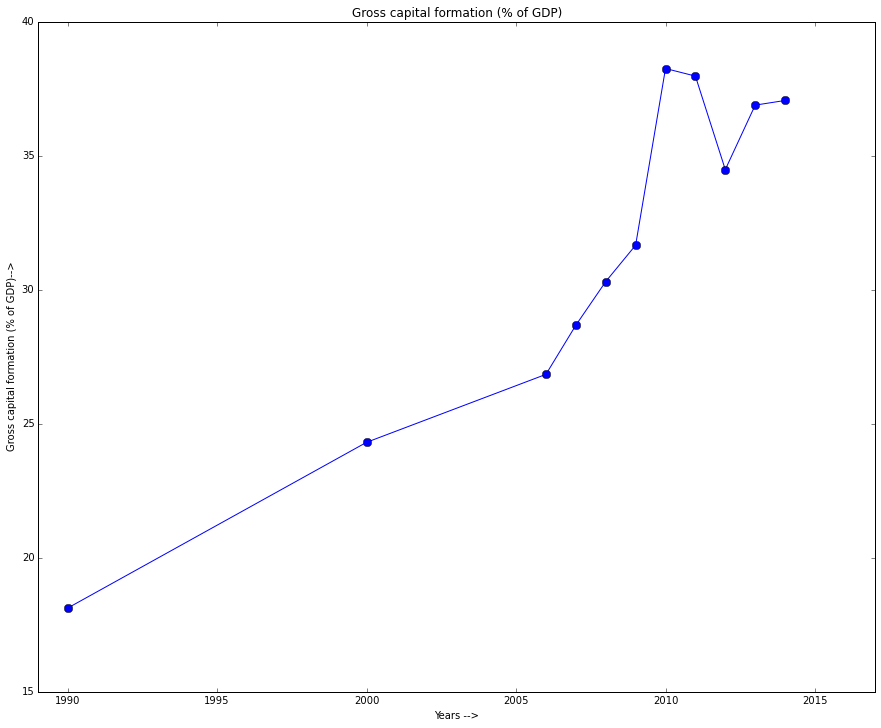 Gross capital formation (% of GDP)
40
35
30
25
20
15
Gross capital formation (% of GDP)-->
1990 1995 2000 2005 2010 2015
Years -->